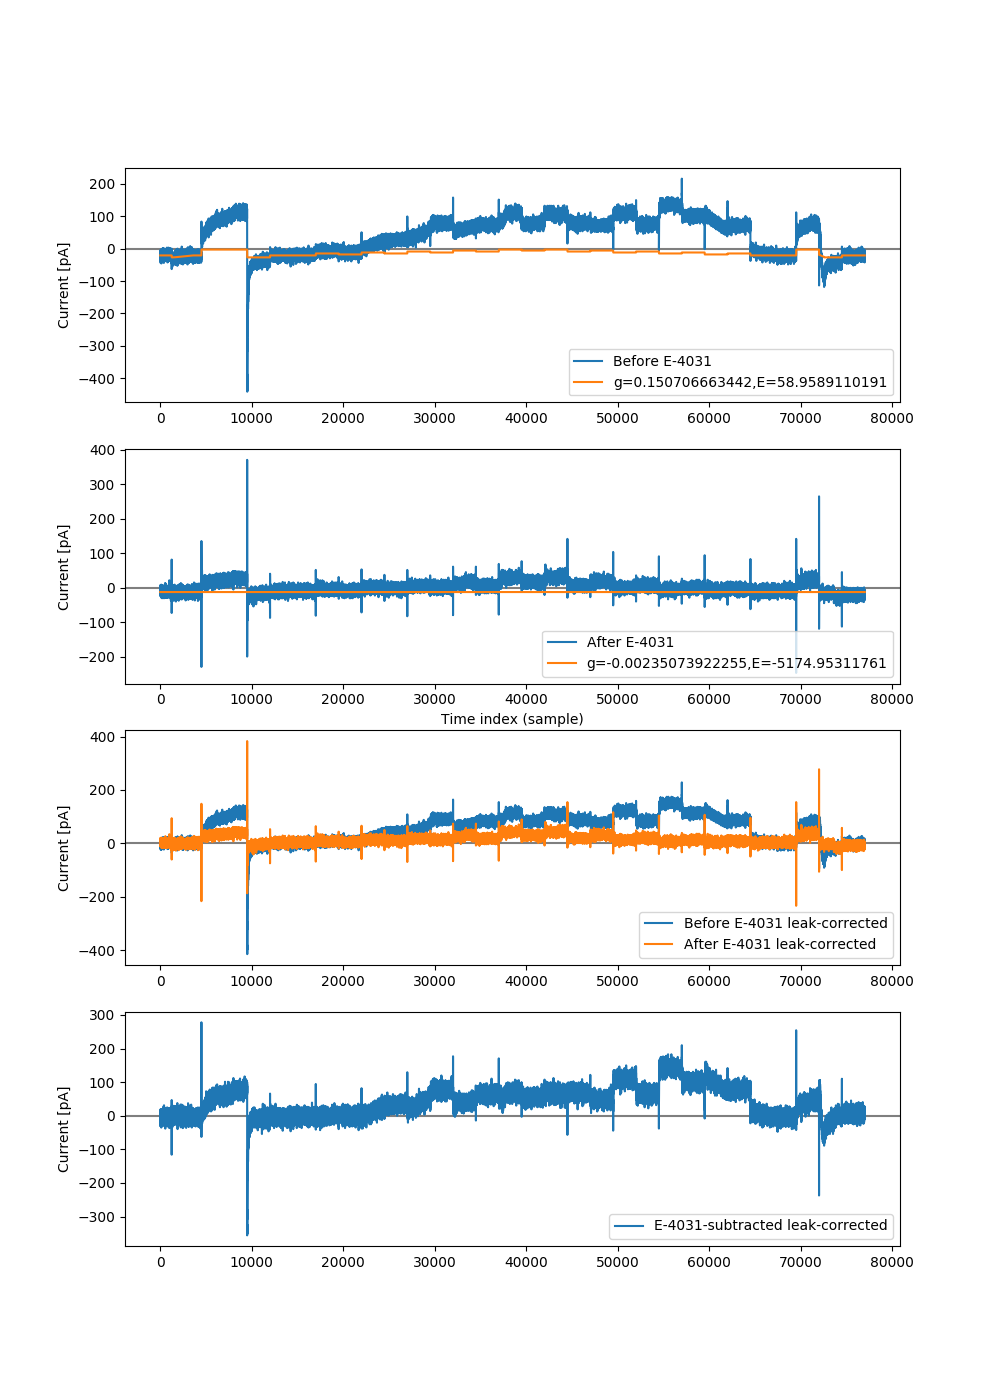 200
100
0
−100
−200
−300
−400
Current [pA]
Before E-4031
g=0.150706663442,E=58.9589110191
0 10000 20000 30000 40000 50000 60000 70000 80000
400
300
200
100
0
−100
−200
Current [pA]
After E-4031
g=-0.00235073922255,E=-5174.95311761
0 10000 20000 30000 40000 50000 60000 70000 80000
Time index (sample)
400
200
0
−200
−400
Current [pA]
Before E-4031 leak-corrected
After E-4031 leak-corrected
0 10000 20000 30000 40000 50000 60000 70000 80000
300
200
100
0
−100
−200
−300
Current [pA]
E-4031-subtracted leak-corrected
0 10000 20000 30000 40000 50000 60000 70000 80000